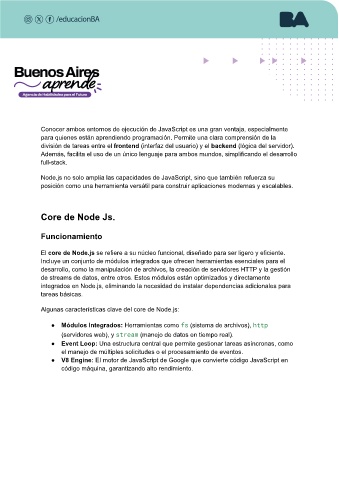 /educacionBA
BA
Buenos Aires
aprende
Agencia de Habilidades para el Futuro
Conocer ambos entornos de ejecución de JavaScript es una gran ventaja, especialmente
para quienes están aprendiendo programación. Permite una clara comprensión de la
división de tareas entre el frontend (interfaz del usuario) y el backend (lógica del servidor).
Además, facilita el uso de un único lenguaje para ambos mundos, simplificando el desarrollo
full-stack.
Node.js no solo amplía las capacidades de JavaScript, sino que también refuerza su
posición como una herramienta versátil para construir aplicaciones modernas y escalables.
Core de Node Js.
Funcionamiento
El core de Node.js se refiere a su núcleo funcional, diseñado para ser ligero y eficiente.
Incluye un conjunto de módulos integrados que ofrecen herramientas esenciales para el
desarrollo, como la manipulación de archivos, la creación de servidores HTTP y la gestión
de streams de datos, entre otros. Estos módulos están optimizados y directamente
integrados en Node.js, eliminando la necesidad de instalar dependencias adicionales para
tareas básicas.
Algunas características clave del core de Node.js:
● Módulos Integrados: Herramientas como fs (sistema de archivos), http
(servidores web), y stream (manejo de datos en tiempo real).
● Event Loop: Una estructura central que permite gestionar tareas asíncronas, como
el manejo de múltiples solicitudes o el procesamiento de eventos.
● V8 Engine: El motor de JavaScript de Google que convierte código JavaScript en
código máquina, garantizando alto rendimiento.